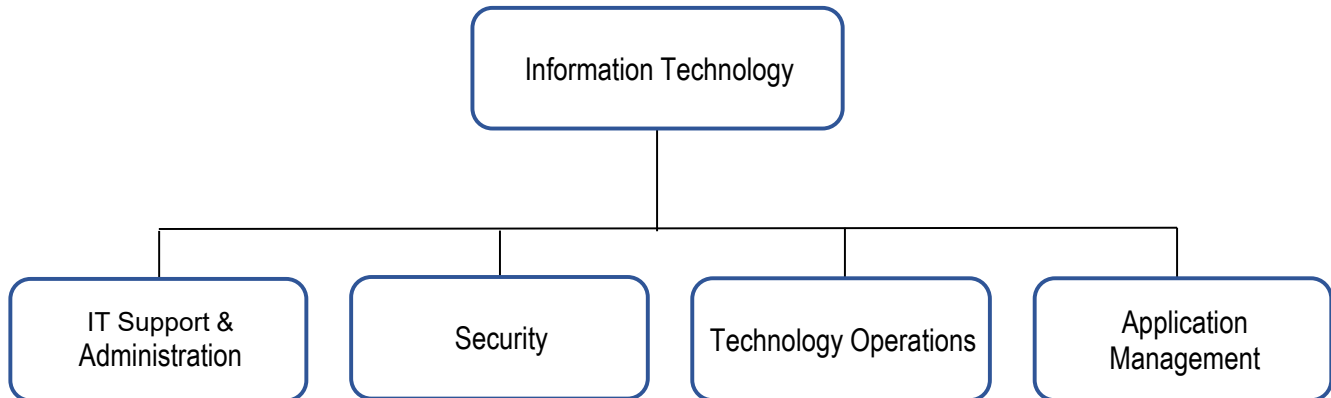 Information Technology
IT Support &
Administration
Security
Technology Operations
Application
Management